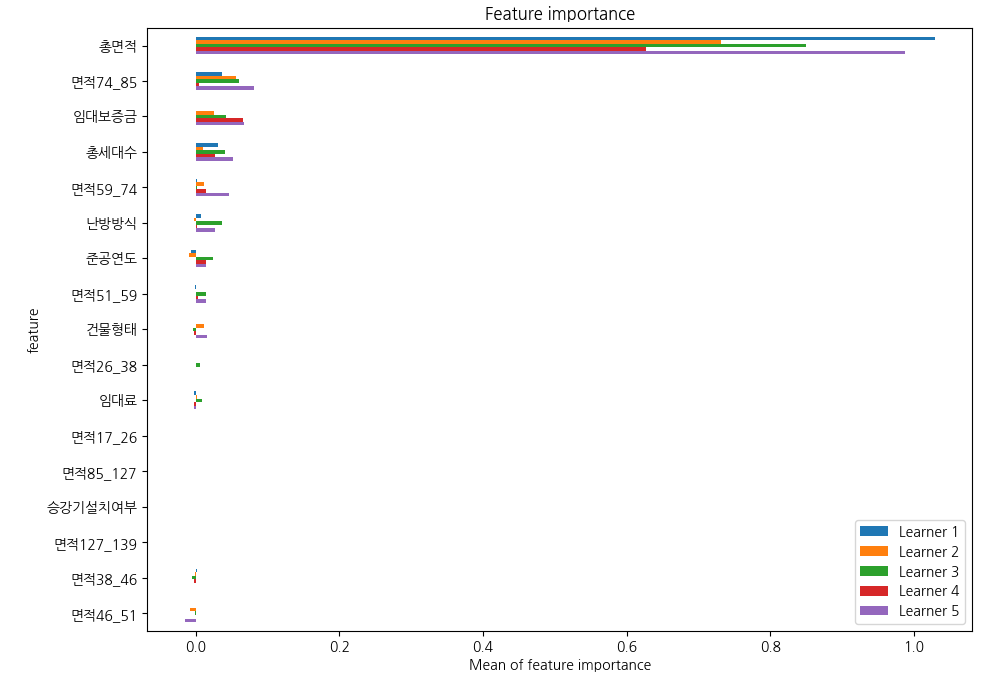 Feature importance
총면적
면적74_85
임대보증금
총세대수
면적59_74
난방방식
준공연도
면적51_59
건물형태
면적26_38
임대료
면적17_26
면적85_127
승강기설치여부
면적127_139
면적38_46
면적46_51
feature
Learner 1
Learner 2
Learner 3
Learner 4
Learner 5
0.0 0.2 0.4 0.6 0.8 1.0
Mean of feature importance